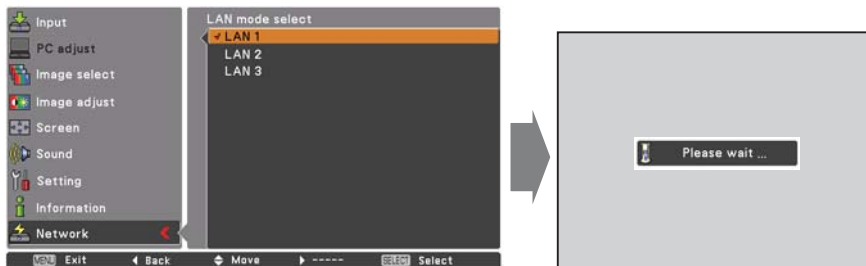 Input
PC adjust
Image select
Image adjust
Screen
Sound
Setting
Information
Network
LAN mode select
LAN 1
LAN 2
LAN 3
MENU Exit Back Move ----- SELECT Select
Please wait ...